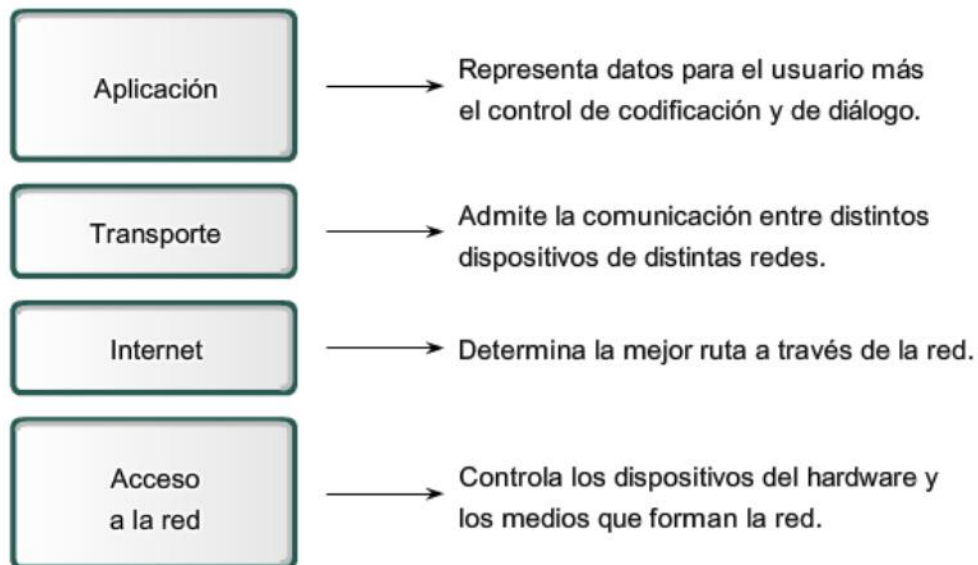 Aplicación
Representa datos para el usuario más
el control de codificación y de diálogo.
Transporte
Admite la comunicación entre distintos
dispositivos de distintas redes.
Internet
Determina la mejor ruta a través de la red.
Acceso
a la red
Controla los dispositivos del hardware y
los medios que forman la red.